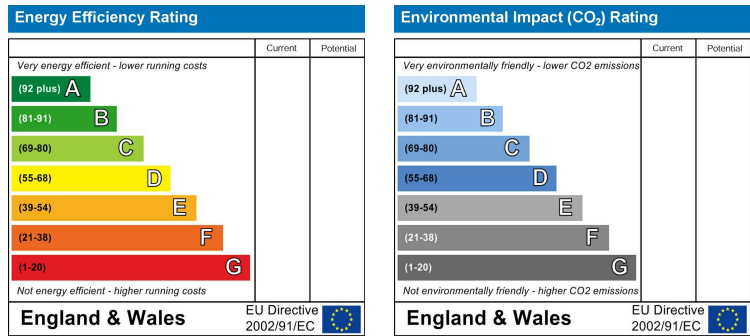 Energy Efficiency Rating
Current Potential
Very energy efficient - lower running costs
(92 plus) A
(81-91) B
(69-80) C
(55-68) D
(39-54) E
(21-38) F
(1-20) G
Not energy efficient - higher running costs
England & Wales
EU Directive
2002/91/EC
Environmental Impact (CO₂) Rating
Current Potential
Very environmentally friendly - lower CO2 emissions
(92 plus) A
(81-91) B
(69-80) C
(55-68) D
(39-54) E
(21-38) F
(1-20) G
Not environmentally friendly - higher CO2 emissions
England & Wales
EU Directive
2002/91/EC